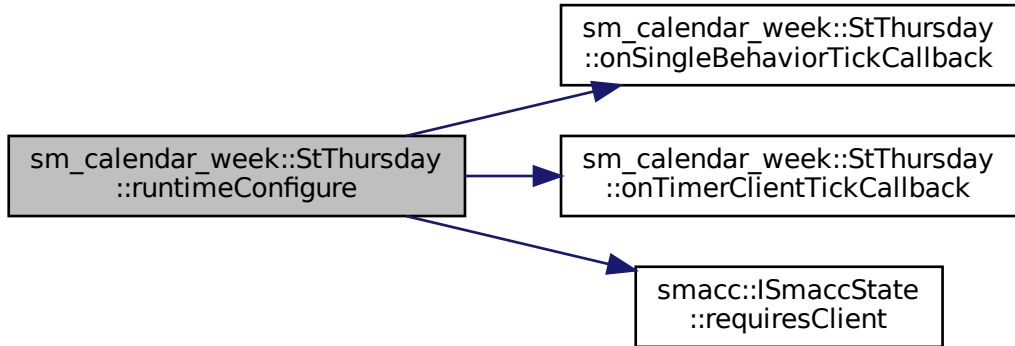 sm_calendar_week::StThursday
::runtimeConfigure
sm_calendar_week::StThursday
::onSingleBehaviorTickCallback
sm_calendar_week::StThursday
::onTimerClientTickCallback
smacc::ISmaccState
::requiresClient